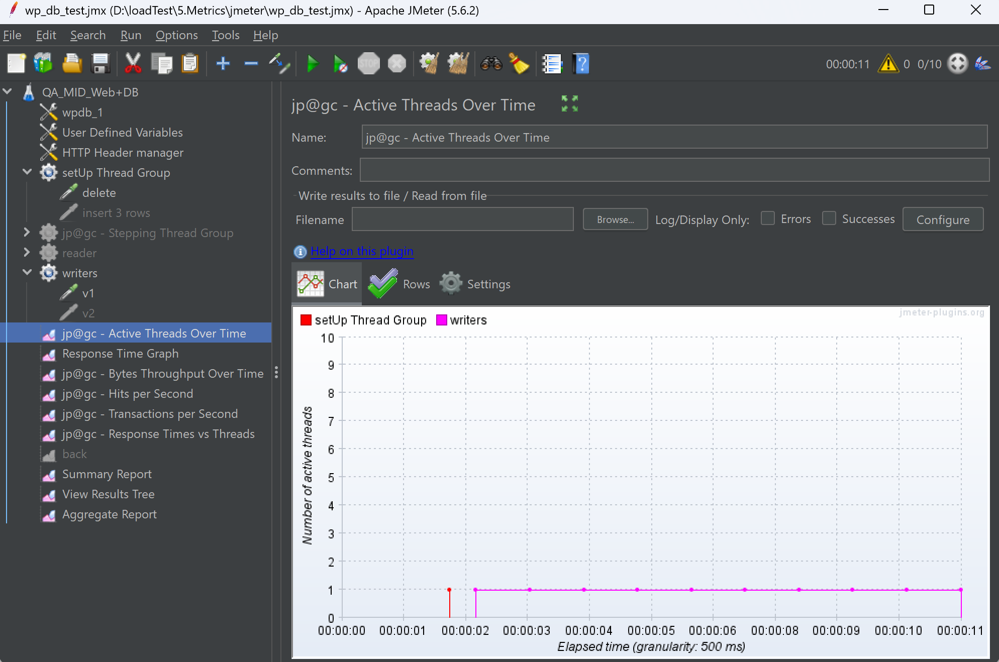 wp_db_test.jmx (D:\loadTest\5.Metrics\jmeter\wp_db_test.jmx) - Apache JMeter (5.6.2)
File Edit Search Run Options Tools Help
STOP
00:00:11 0 0/10
QA_MID_Web+DB
wpdb_1
User Defined Variables
HTTP Header manager
setUp Thread Group
delete
insert 3 rows
jp@gc - Stepping Thread Group
reader
writers
v1
v2
jp@gc - Active Threads Over Time
Response Time Graph
jp@gc - Bytes Throughput Over Time
jp@gc - Hits per Second
jp@gc - Transactions per Second
jp@gc - Response Times vs Threads
back
Summary Report
View Results Tree
Aggregate Report
jp@gc - Active Threads Over Time
Name: jp@gc - Active Threads Over Time
Comments:
Write results to file / Read from file
Filename Browse... Log/Display Only: Errors Successes Configure
Help on this plugin
Chart Rows Settings
setUp Thread Group writers
jmeter-plugins.org
10
9
8
7
6
5
4
3
2
1
0
Number of active threads
00:00:00 00:00:01 00:00:02 00:00:03 00:00:04 00:00:05 00:00:06 00:00:08 00:00:09 00:00:10 00:00:11
Elapsed time (granularity: 500 ms)